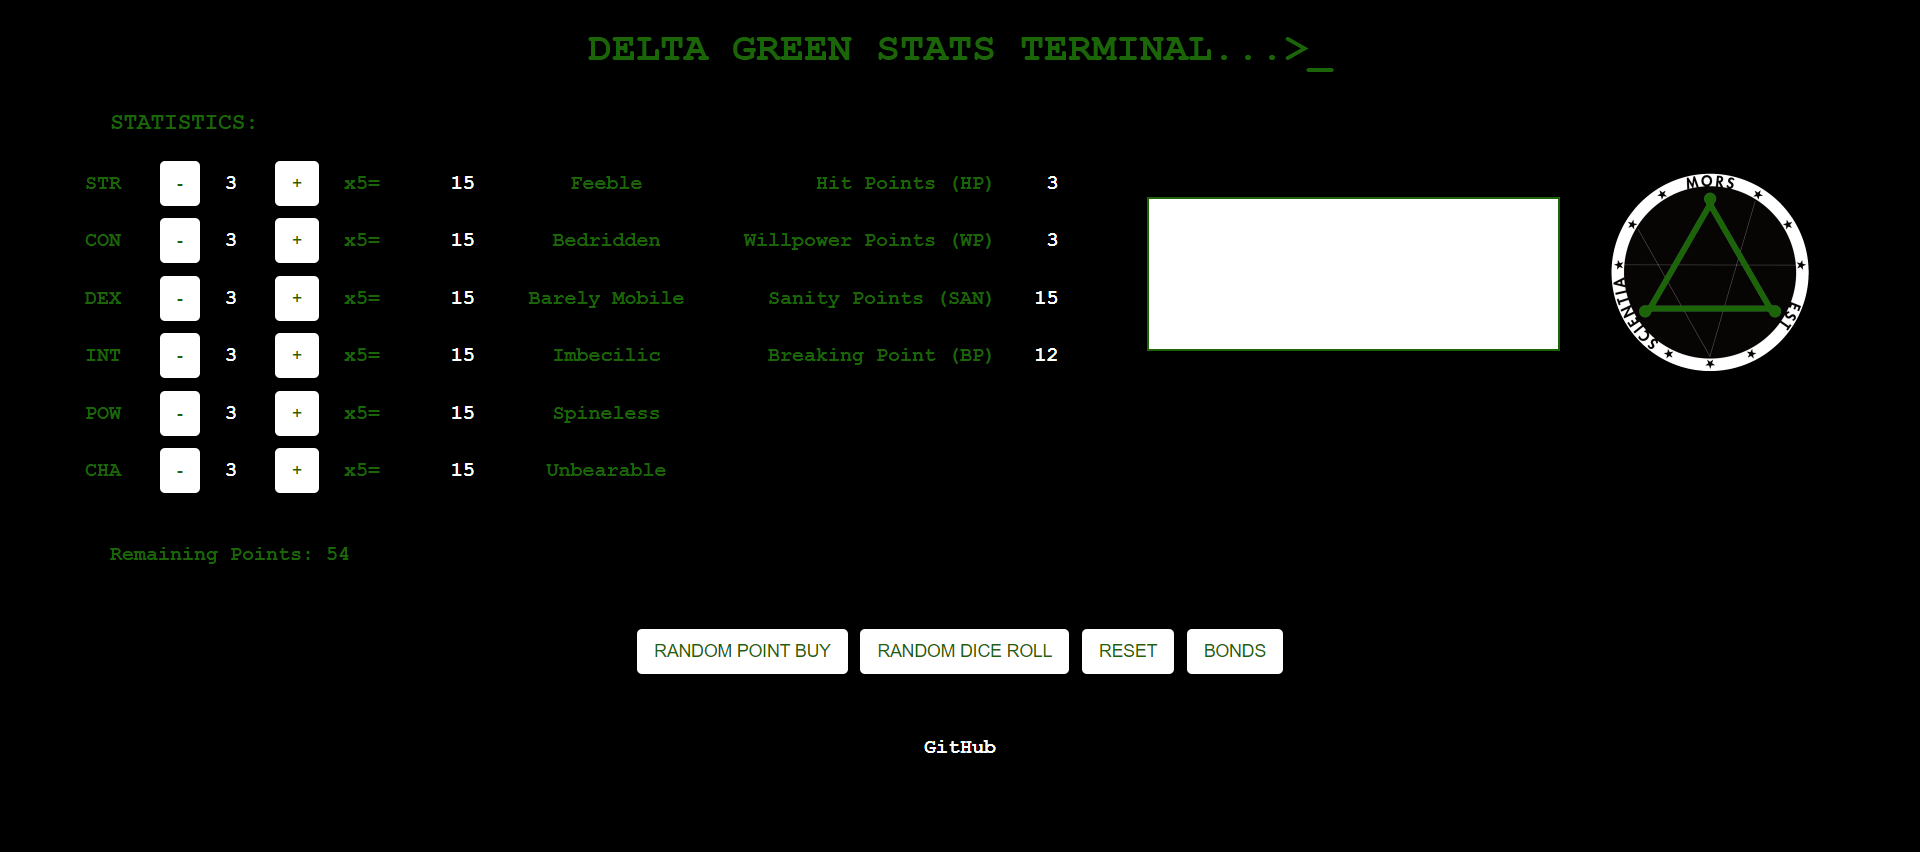 DELTA GREEN STATS TERMINAL...>_
STATISTICS:
STR - 3 + x5= 15 Feeble Hit Points (HP) 3
CON - 3 + x5= 15 Bedridden Willpower Points (WP) 3
DEX - 3 + x5= 15 Barely Mobile Sanity Points (SAN) 15
INT - 3 + x5= 15 Imbecilic Breaking Point (BP) 12
POW - 3 + x5= 15 Spineless
CHA - 3 + x5= 15 Unbearable
MORS
SCIENTIA
EST
Remaining Points: 54
RANDOM POINT BUY RANDOM DICE ROLL RESET BONDS
GitHub